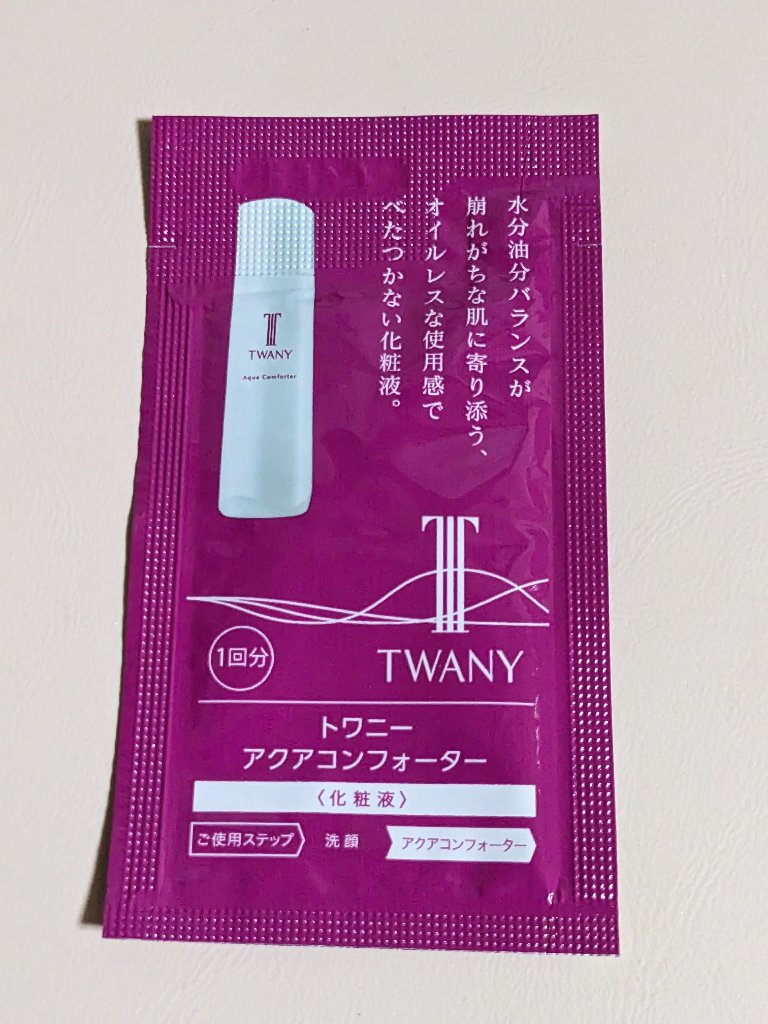 水分油分バランスが
崩れがちな肌に寄り添う、
オイルレスな使用感で
べたつかない化粧液。
T
TWANY
Aqua Comforter
T
TWANY
1回分
トワニー
アクアコンフォーター
〈化粧液〉
ご使用ステップ 洗顔 アクアコンフォーター